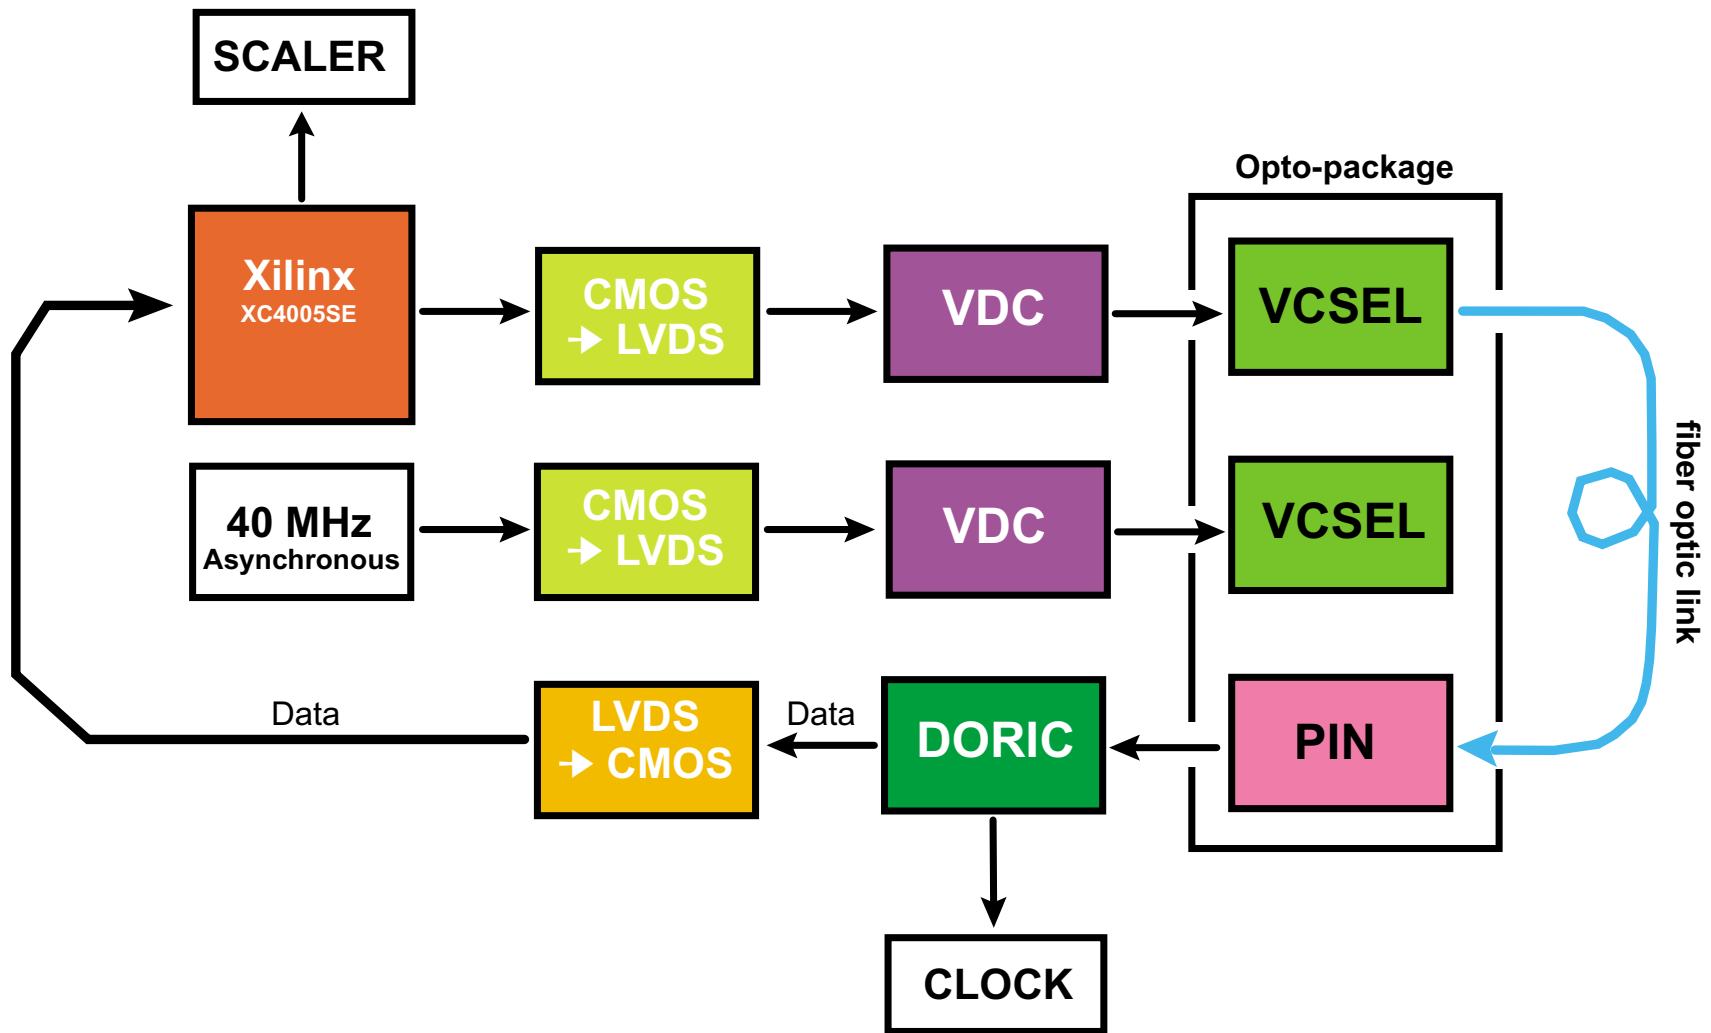 SCALER
Opto-package
Xilinx
XC4005SE
CMOS
LVDS
VDC
VCSEL
fiber optic link
40 MHz
Asynchronous
CMOS
LVDS
VDC
VCSEL
Data
LVDS
CMOS
Data
DORIC
PIN
CLOCK